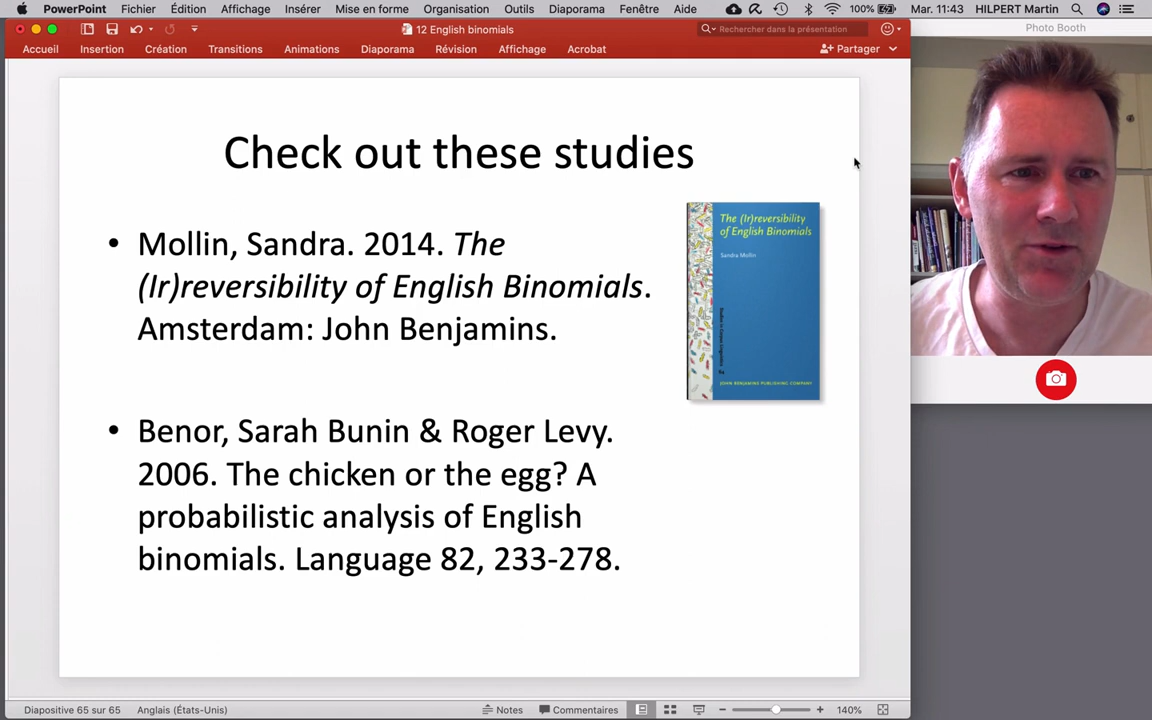 PowerPoint Fichier Édition Affichage Insérer Mise en forme Organisation Outils Diaporama Fenêtre Aide 100% Mar. 11:43 HILPERT Martin
12 English binomials
Rechercher dans la présentation
Photo Booth
Accueil Insertion Création Transitions Animations Diaporama Révision Affichage Acrobat Partager
Check out these studies
• Mollin, Sandra. 2014. The
(Ir)reversibility of English Binomials.
Amsterdam: John Benjamins.
The (Ir)reversibility
of English Binomials
Sandra Mollin
Studies in Corpus Linguistics
JOHN BENJAMINS PUBLISHING COMPANY
• Benor, Sarah Bunin & Roger Levy.
2006. The chicken or the egg? A
probabilistic analysis of English
binomials. Language 82, 233-278.
Diapositive 65 sur 65 Anglais (États-Unis) Notes Commentaires 140%